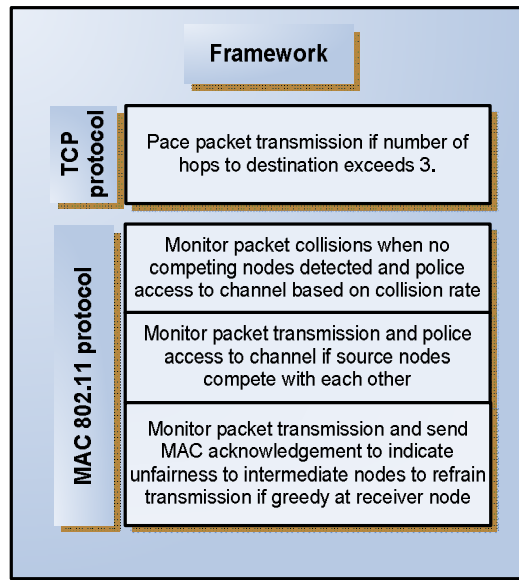 Framework
TCP
protocol
Pace packet transmission if number of
hops to destination exceeds 3.
MAC 802.11 protocol
Monitor packet collisions when no
competing nodes detected and police
access to channel based on collision rate
Monitor packet transmission and police
access to channel if source nodes
compete with each other
Monitor packet transmission and send
MAC acknowledgement to indicate
unfairness to intermediate nodes to refrain
transmission if greedy at receiver node